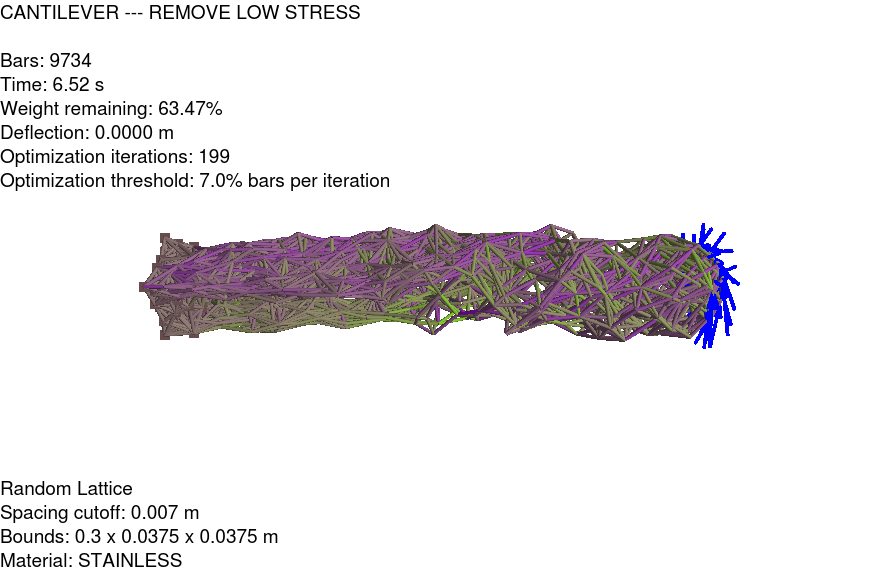 CANTILEVER --- REMOVE LOW STRESS
Bars: 9734
Time: 6.52 s
Weight remaining: 63.47%
Deflection: 0.0000 m
Optimization iterations: 199
Optimization threshold: 7.0% bars per iteration
Random Lattice
Spacing cutoff: 0.007 m
Bounds: 0.3 x 0.0375 x 0.0375 m
Material: STAINLESS